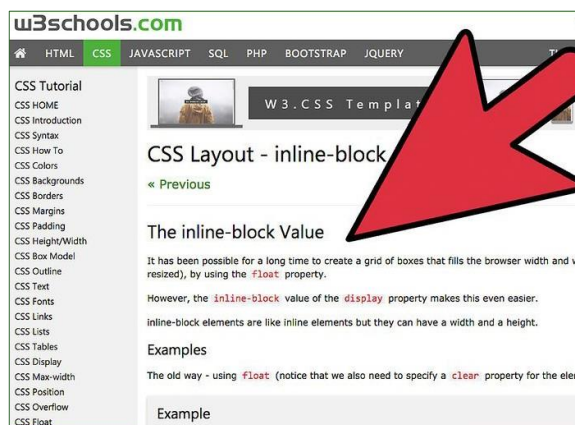 w3schools.com
HTML CSS JAVASCRIPT SQL PHP BOOTSTRAP JQUERY
CSS Tutorial
CSS HOME
CSS Introduction
CSS Syntax
CSS How To
CSS Colors
CSS Backgrounds
CSS Borders
CSS Margins
CSS Padding
CSS Height/Width
CSS Box Model
CSS Outline
CSS Text
CSS Fonts
CSS Links
CSS Lists
CSS Tables
CSS Display
CSS Max-width
CSS Position
CSS Overflow
CSS Float
W3.CSS Templat
CSS Layout - inline-block
« Previous
The inline-block Value
It has been possible for a long time to create a grid of boxes that fills the browser width and w
resized), by using the float property.
However, the inline-block value of the display property makes this even easier.
inline-block elements are like inline elements but they can have a width and a height.
Examples
The old way - using float (notice that we also need to specify a clear property for the ele
Example